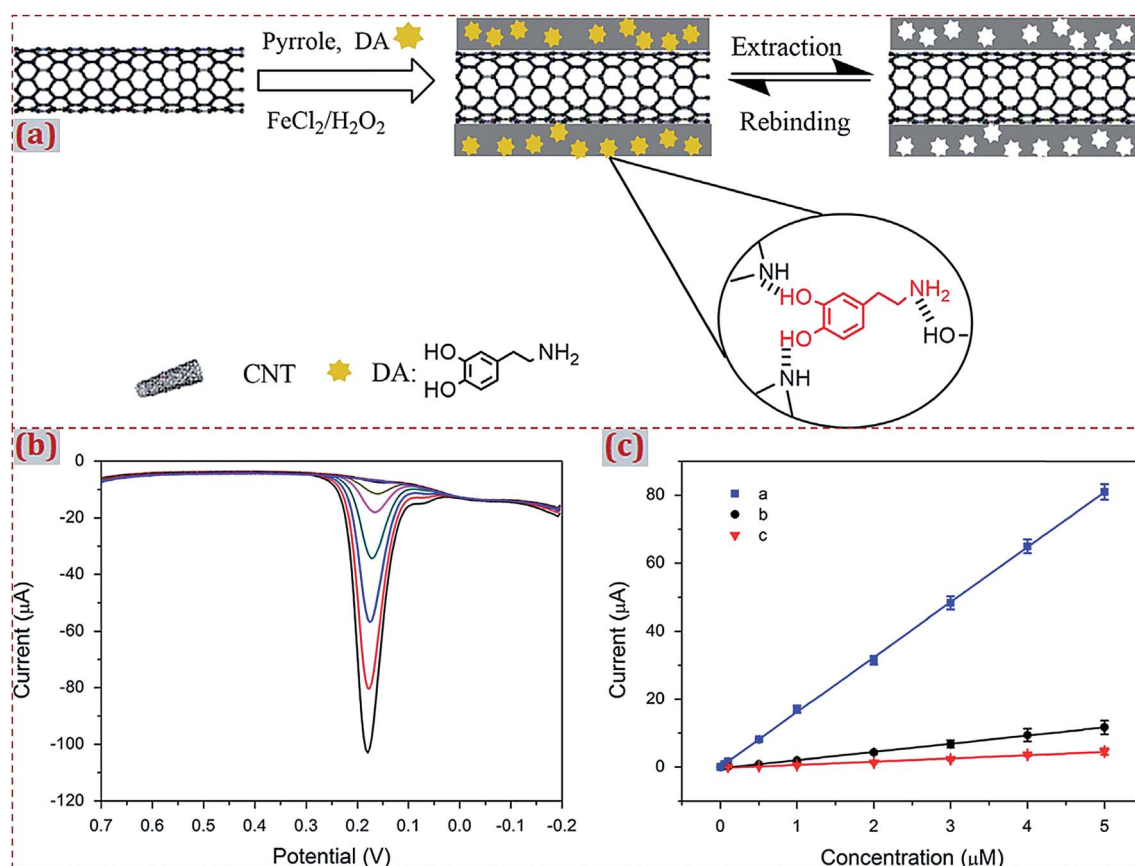 (a)
Pyrrole, DA
FeCl2/H2O2
Extraction
Rebinding
NH
HO
NH2
HO
HO-
NH
CNT
DA:
HO
NH2
HO
(b)
0
-20
-40
-60
-80
-100
-120
Current (μA)
0.7 0.6 0.5 0.4 0.3 0.2 0.1 0.0 -0.1 -0.2
Potential (V)
(c)
80
60
40
20
0
Current (μA)
a
b
c
0 1 2 3 4 5
Concentration (μM)